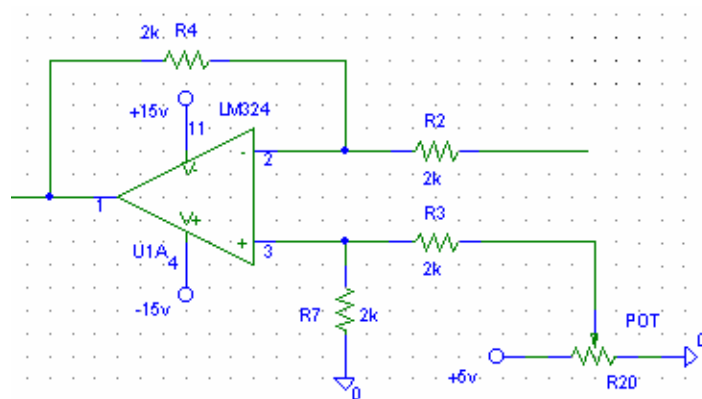 2k R4
+15v
LM324
11
V-
-
2
R2
2k
1
V+
+
3
R3
2k
U1A
4
-15v
R7 2k
0
POT
+5v
R20
0